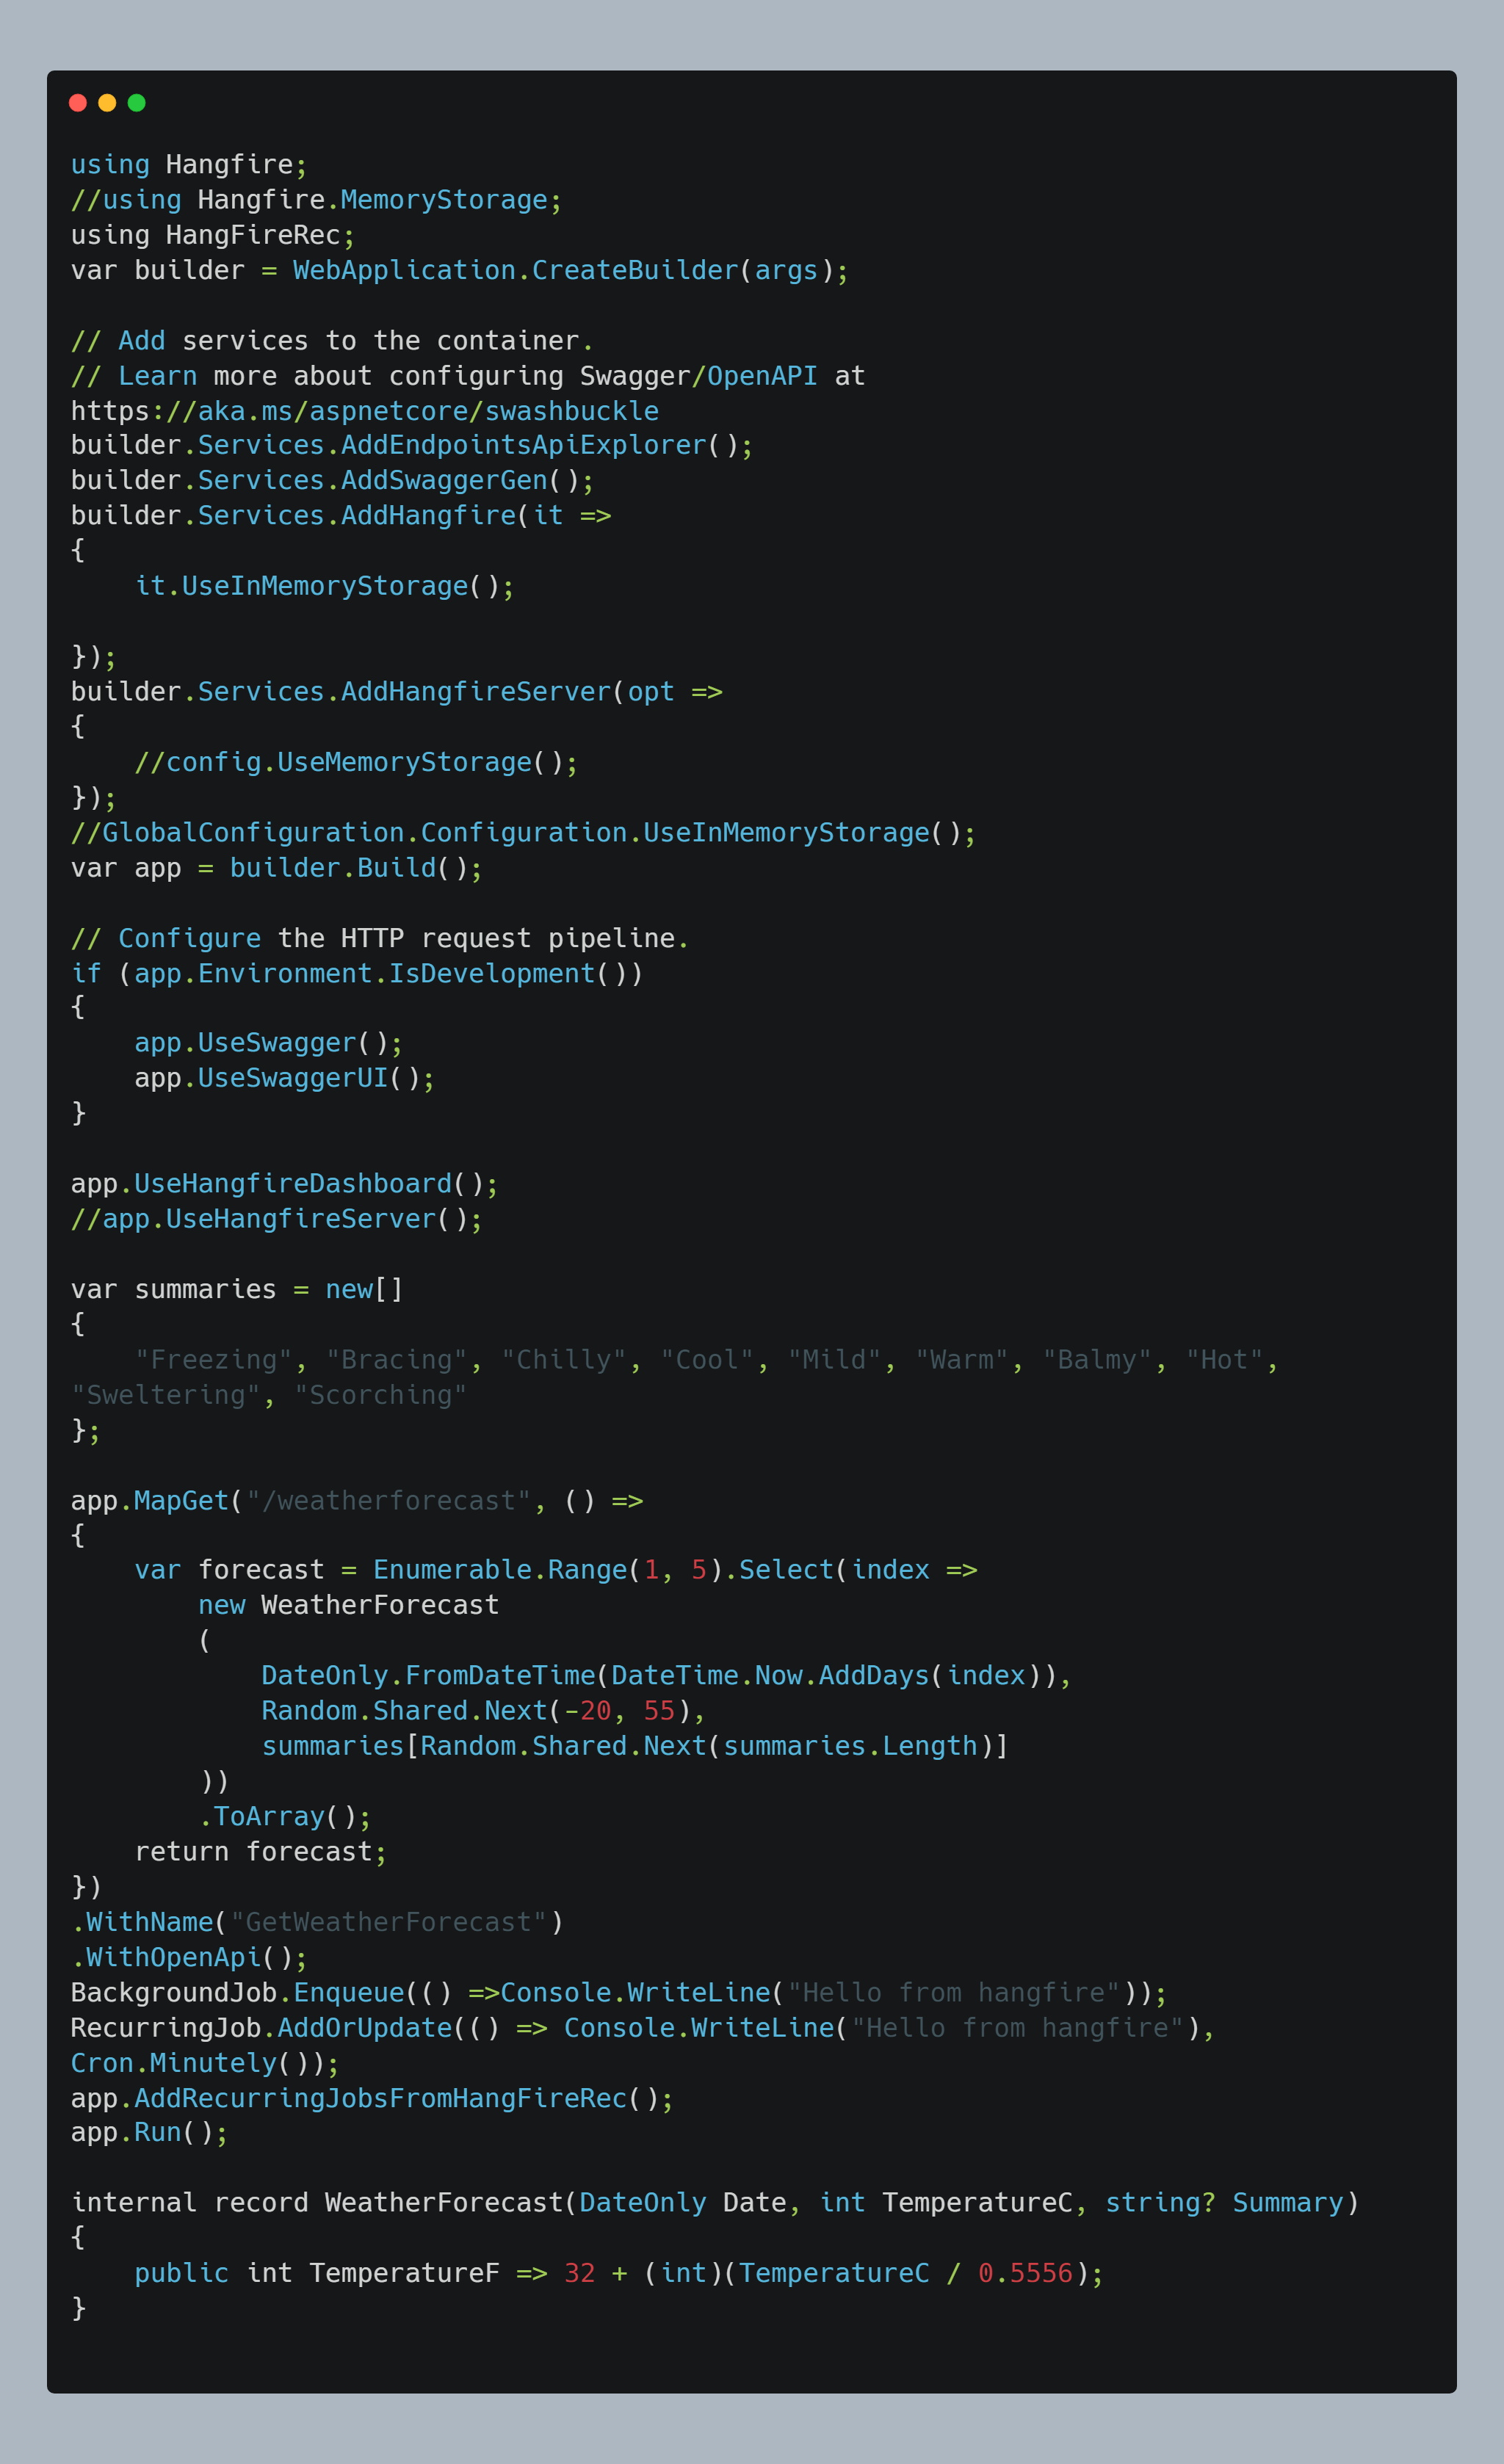 using Hangfire;
//using Hangfire.MemoryStorage;
using HangFireRec;
var builder = WebApplication.CreateBuilder(args);

// Add services to the container.
// Learn more about configuring Swagger/OpenAPI at
https://aka.ms/aspnetcore/swashbuckle
builder.Services.AddEndpointsApiExplorer();
builder.Services.AddSwaggerGen();
builder.Services.AddHangfire(it =>
{
    it.UseInMemoryStorage();

});
builder.Services.AddHangfireServer(opt =>
{
    //config.UseMemoryStorage();
});
//GlobalConfiguration.Configuration.UseInMemoryStorage();
var app = builder.Build();

// Configure the HTTP request pipeline.
if (app.Environment.IsDevelopment())
{
    app.UseSwagger();
    app.UseSwaggerUI();
}

app.UseHangfireDashboard();
//app.UseHangfireServer();

var summaries = new[]
{
    "Freezing", "Bracing", "Chilly", "Cool", "Mild", "Warm", "Balmy", "Hot",
"Sweltering", "Scorching"
};

app.MapGet("/weatherforecast", () =>
{
    var forecast = Enumerable.Range(1, 5).Select(index =>
        new WeatherForecast
        (
            DateOnly.FromDateTime(DateTime.Now.AddDays(index)),
            Random.Shared.Next(-20, 55),
            summaries[Random.Shared.Next(summaries.Length)]
        ))
        .ToArray();
    return forecast;
})
.WithName("GetWeatherForecast")
.WithOpenApi();
BackgroundJob.Enqueue(() =>Console.WriteLine("Hello from hangfire"));
RecurringJob.AddOrUpdate(() => Console.WriteLine("Hello from hangfire"),
Cron.Minutely());
app.AddRecurringJobsFromHangFireRec();
app.Run();

internal record WeatherForecast(DateOnly Date, int TemperatureC, string? Summary)
{
    public int TemperatureF => 32 + (int)(TemperatureC / 0.5556);
}